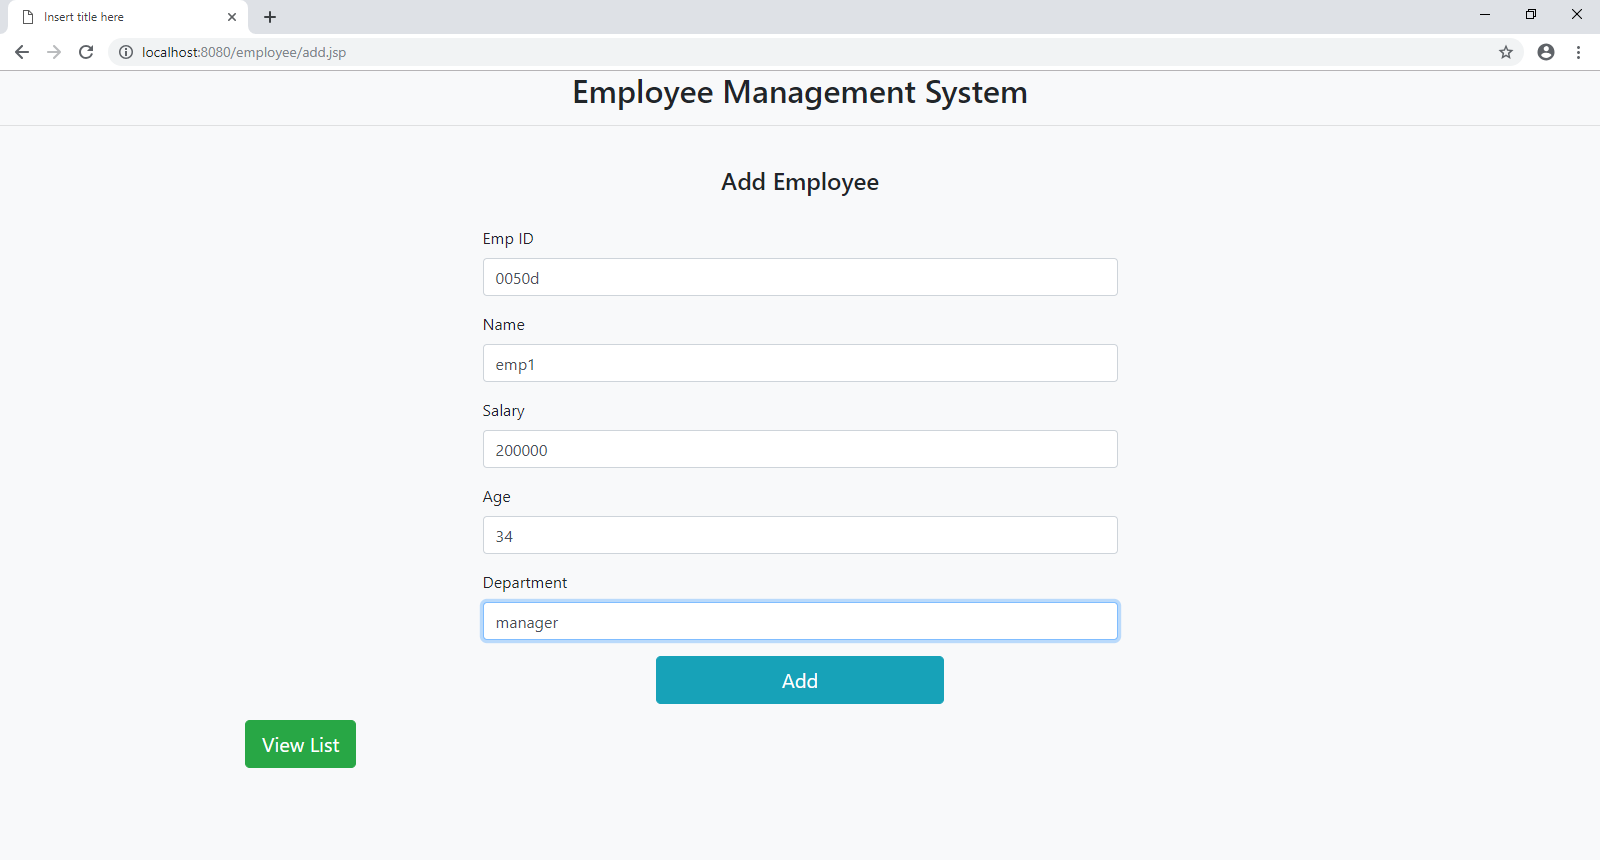 Insert title here
localhost:8080/employee/add.jsp
Employee Management System
Add Employee
Emp ID
0050d
Name
emp1
Salary
200000
Age
34
Department
manager
Add
View List